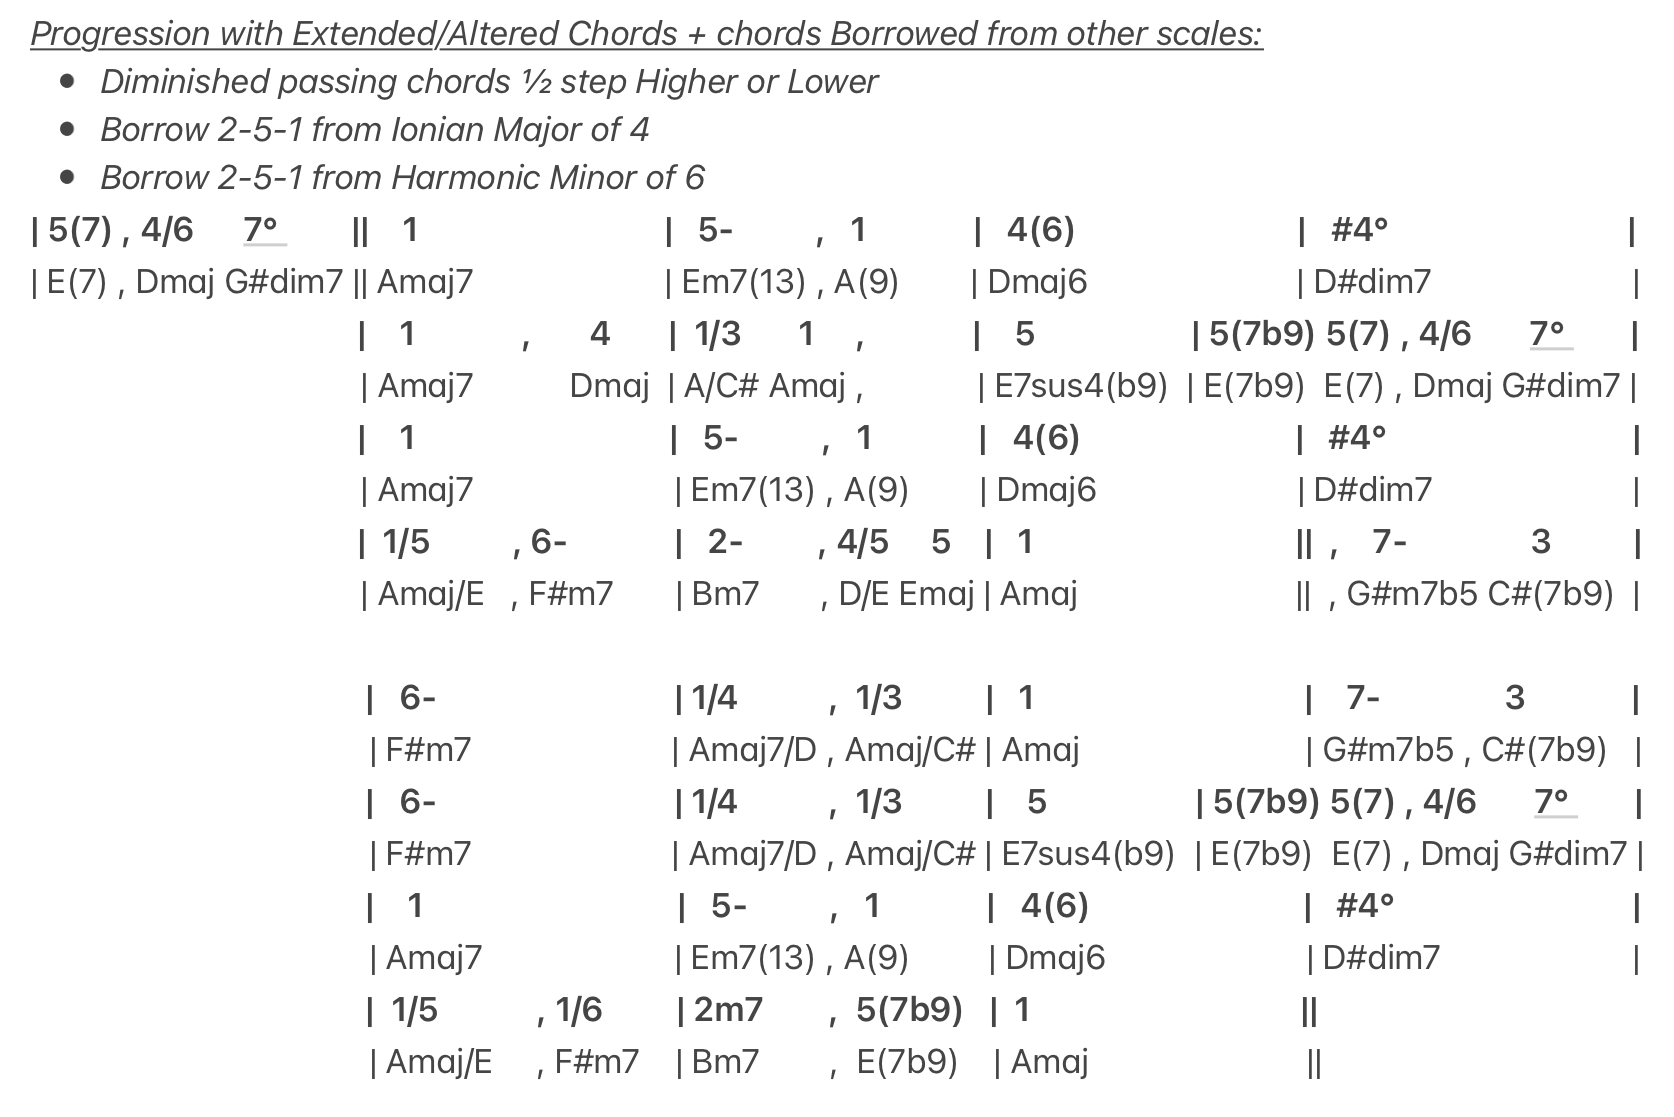 Progression with Extended/Altered Chords + chords Borrowed from other scales:
• Diminished passing chords ½ step Higher or Lower
• Borrow 2-5-1 from Ionian Major of 4
• Borrow 2-5-1 from Harmonic Minor of 6
| 5(7) , 4/6 7° || 1 | 5- , 1 | 4(6) | #4° |
| E(7) , Dmaj G#dim7 || Amaj7 | Em7(13) , A(9) | Dmaj6 | D#dim7 |
| 1 , 4 | 1/3 1 , | 5 | 5(7b9) 5(7) , 4/6 7° |
| Amaj7 Dmaj | A/C# Amaj , | E7sus4(b9) | E(7b9) E(7) , Dmaj G#dim7 |
| 1 | 5- , 1 | 4(6) | #4° |
| Amaj7 | Em7(13) , A(9) | Dmaj6 | D#dim7 |
| 1/5 , 6- | 2- , 4/5 5 | 1 || , 7- 3 |
| Amaj/E , F#m7 | Bm7 , D/E Emaj | Amaj || , G#m7b5 C#(7b9) |
| 6- | 1/4 , 1/3 | 1 | 7- 3 |
| F#m7 | Amaj7/D , Amaj/C# | Amaj | G#m7b5 , C#(7b9) |
| 6- | 1/4 , 1/3 | 5 | 5(7b9) 5(7) , 4/6 7° |
| F#m7 | Amaj7/D , Amaj/C# | E7sus4(b9) | E(7b9) E(7) , Dmaj G#dim7 |
| 1 | 5- , 1 | 4(6) | #4° |
| Amaj7 | Em7(13) , A(9) | Dmaj6 | D#dim7 |
| 1/5 , 1/6 | 2m7 , 5(7b9) | 1 ||
| Amaj/E , F#m7 | Bm7 , E(7b9) | Amaj ||